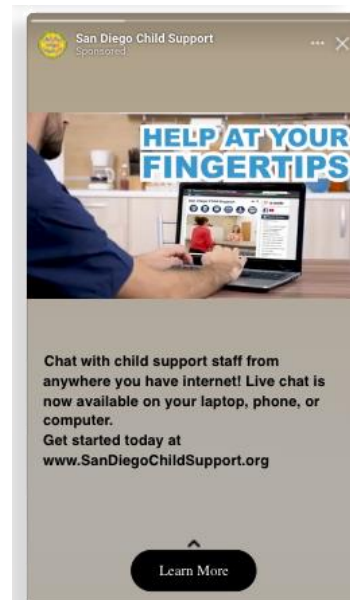 San Diego Child Support
Sponsored
HELP AT YOUR
FINGERTIPS
Chat with child support staff from
anywhere you have internet! Live chat is
now available on your laptop, phone, or
computer.
Get started today at
www.SanDiegoChildSupport.org
Learn More